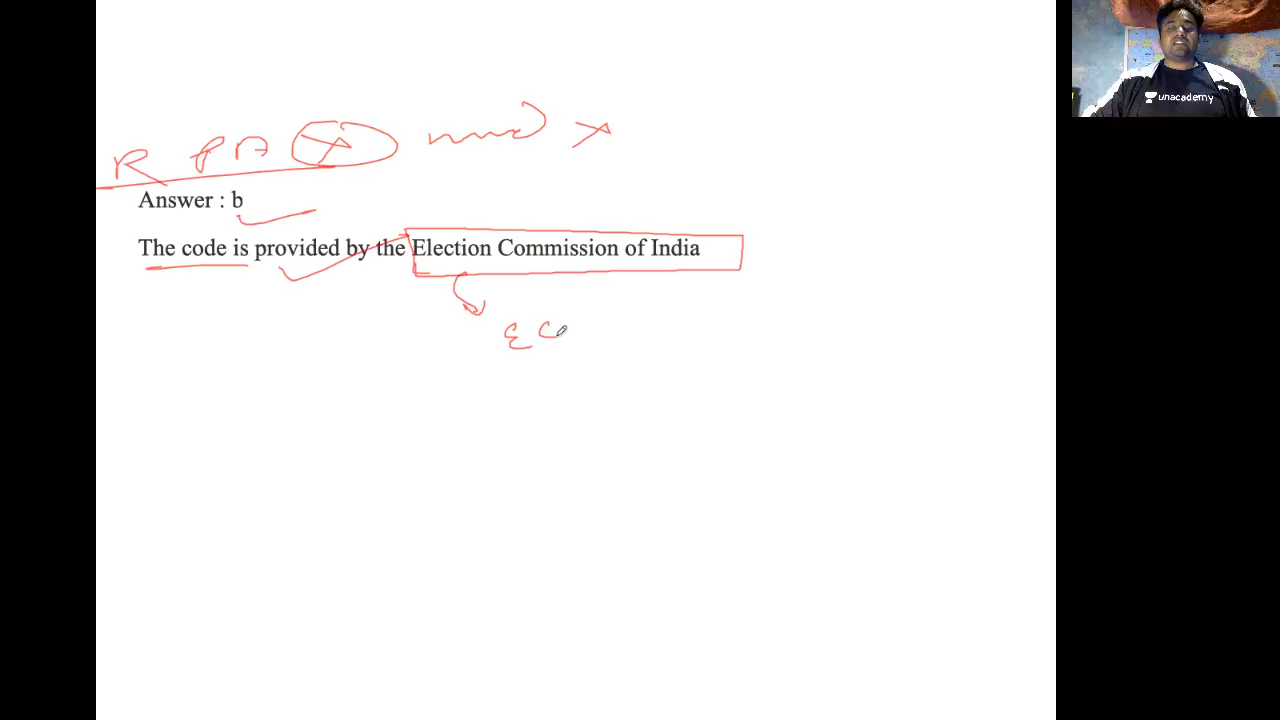 R P A
Answer : b
The code is provided by the Election Commission of India
E C
unacademy